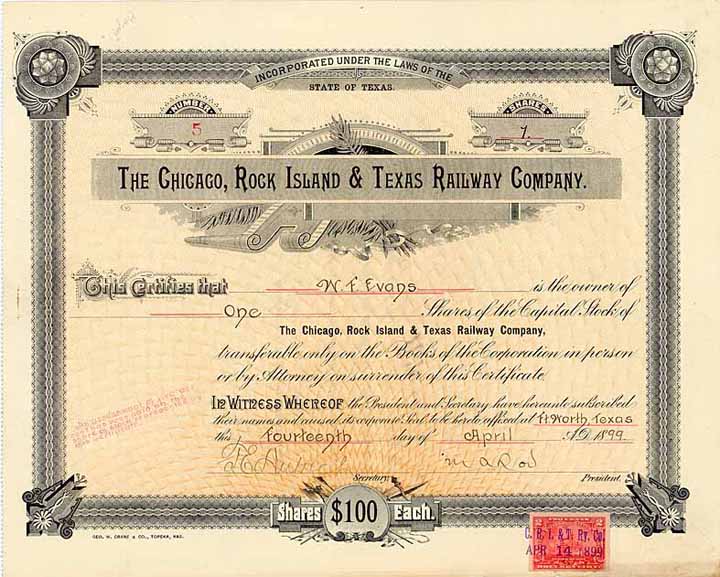 INCORPORATED UNDER THE LAWS OF THE
STATE OF TEXAS.
NUMBER
5
SHARES
1
THE CHICAGO, ROCK ISLAND & TEXAS RAILWAY COMPANY.
This Certifies that W. F. Evans is the owner of
One Shares of the Capital Stock of
The Chicago, Rock Island & Texas Railway Company,
transferable only on the Books of the Corporation in person
or by Attorney on surrender of this Certificate.
IN WITNESS WHEREOF the President and Secretary have hereunto subscribed
their names and caused its corporate Seal to be hereto affixed at Ft Worth, Texas
this Fourteenth day of April A.D. 1899.
Secretary. President.
Shares $100 Each.
GEO. W. CRANE & CO., TOPEKA, KAS.
2 2
C. R. I. & T. Ry. Co.
APR 14 1899